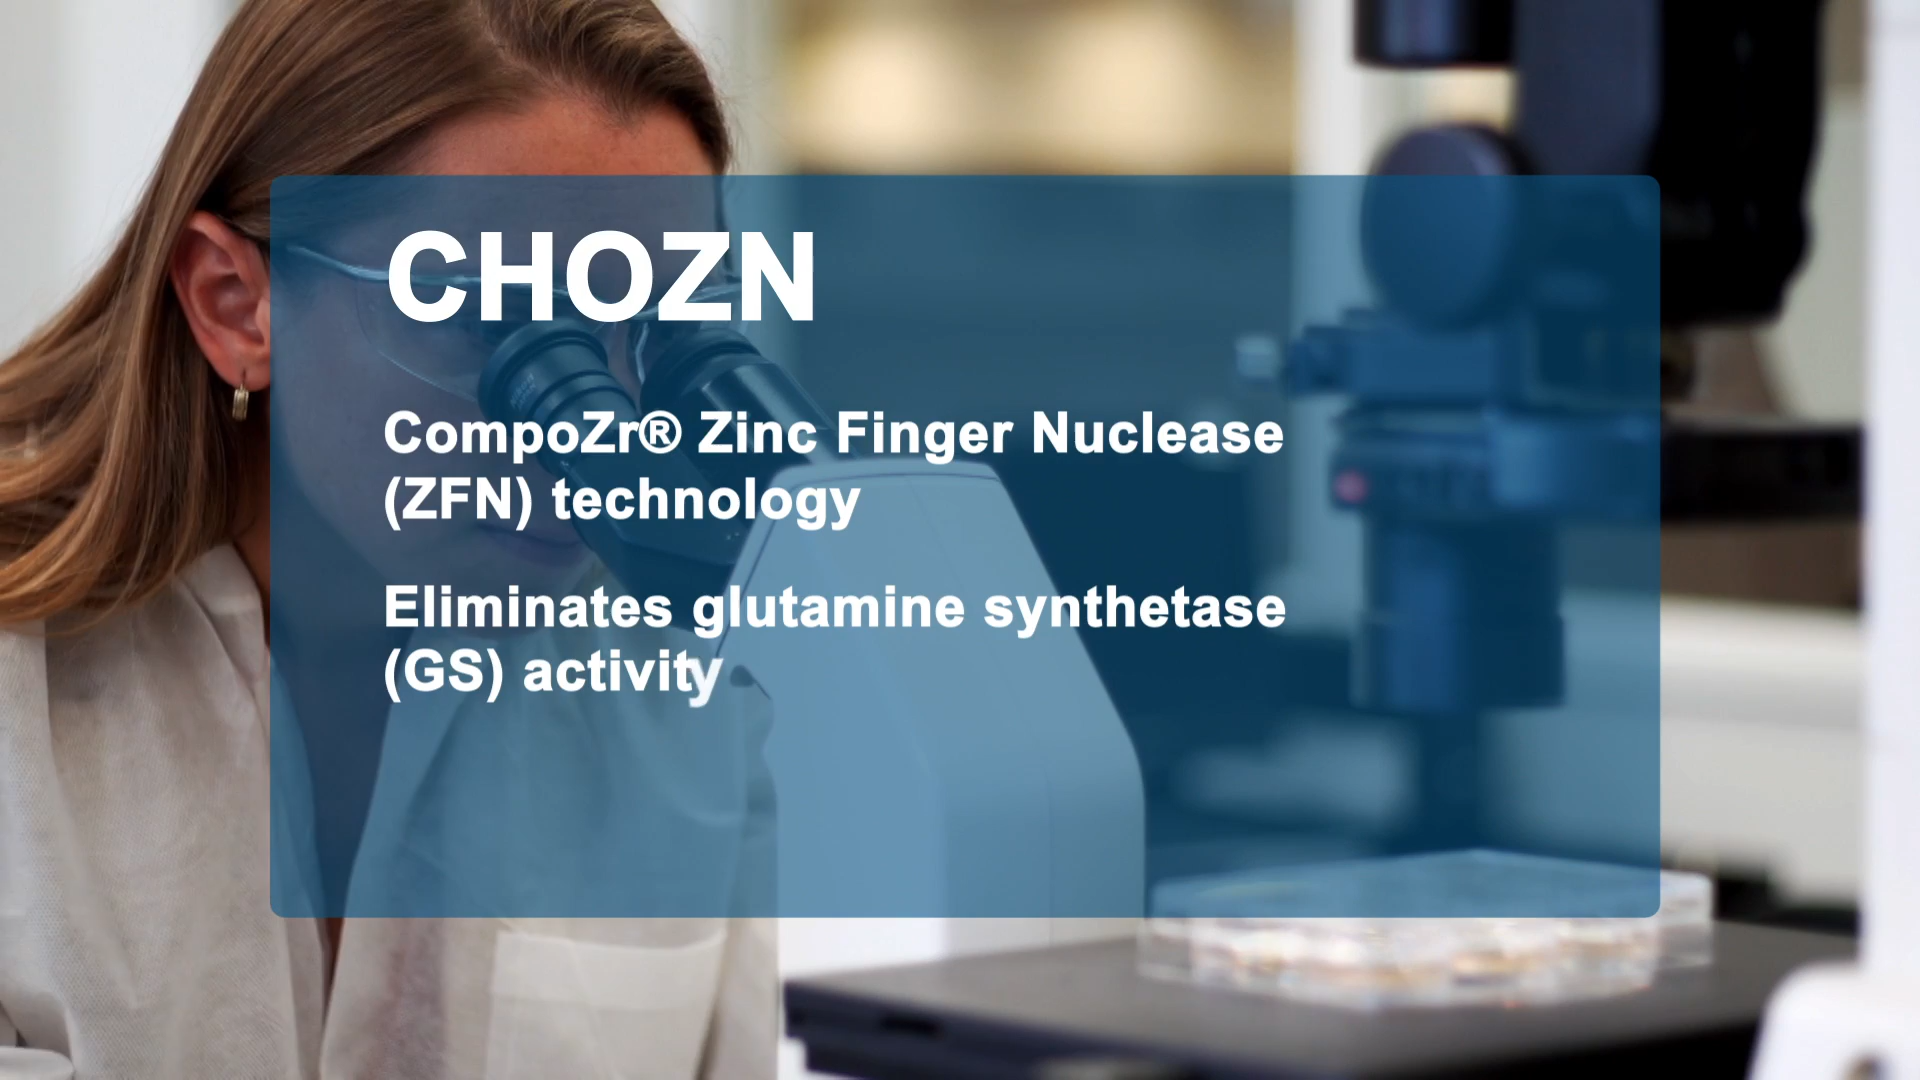 CHOZN
CompoZr® Zinc Finger Nuclease
(ZFN) technology
Eliminates glutamine synthetase
(GS) activity